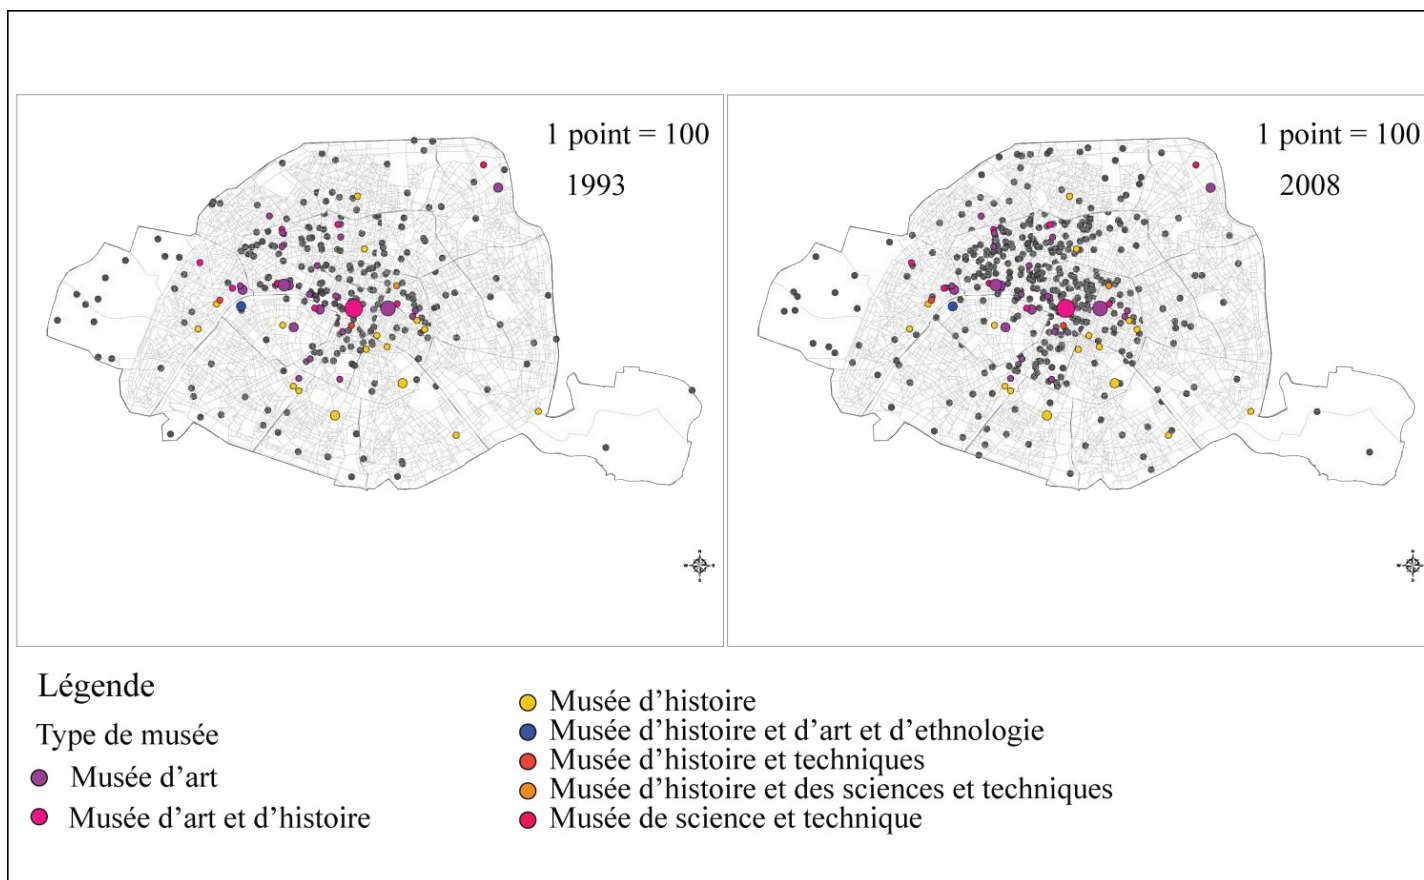 1 point = 100
1993
1 point = 100
2008
Légende
Type de musée
Musée d’art
Musée d’art et d’histoire
Musée d’histoire
Musée d’histoire et d’art et d’ethnologie
Musée d’histoire et techniques
Musée d’histoire et des sciences et techniques
Musée de science et technique